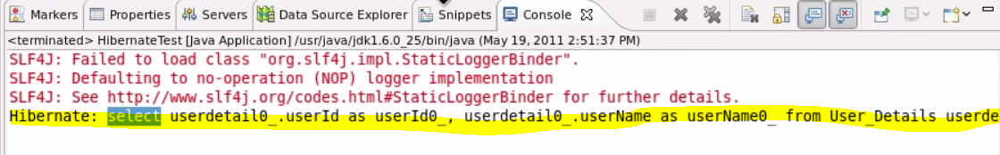 Markers Properties Servers Data Source Explorer Snippets Console
<terminated> HibernateTest [Java Application] /usr/java/jdk1.6.0_25/bin/java (May 19, 2011 2:51:37 PM)
SLF4J: Failed to load class "org.slf4j.impl.StaticLoggerBinder".
SLF4J: Defaulting to no-operation (NOP) logger implementation
SLF4J: See http://www.slf4j.org/codes.html#StaticLoggerBinder for further details.
Hibernate: select userdetail0_.userId as userId0_, userdetail0_.userName as userName0_ from User_Details userde